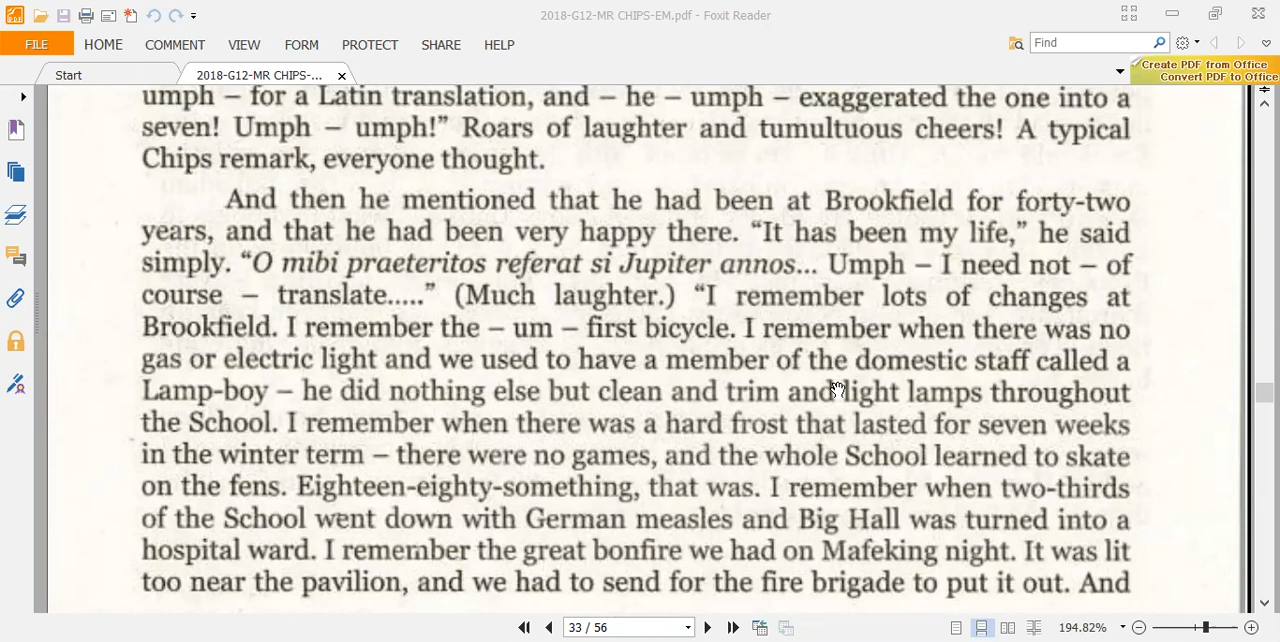 2018-G12-MR CHIPS-EM.pdf - Foxit Reader
FILE HOME COMMENT VIEW FORM PROTECT SHARE HELP
Find
Start
2018-G12-MR CHIPS-...
Create PDF from Office
Convert PDF to Office
umph – for a Latin translation, and – he – umph – exaggerated the one into a
seven! Umph – umph!” Roars of laughter and tumultuous cheers! A typical
Chips remark, everyone thought.
And then he mentioned that he had been at Brookfield for forty-two
years, and that he had been very happy there. “It has been my life,” he said
simply. “O mibi praeteritos referat si Jupiter annos... Umph – I need not – of
course – translate.....” (Much laughter.) “I remember lots of changes at
Brookfield. I remember the – um – first bicycle. I remember when there was no
gas or electric light and we used to have a member of the domestic staff called a
Lamp-boy – he did nothing else but clean and trim and light lamps throughout
the School. I remember when there was a hard frost that lasted for seven weeks
in the winter term – there were no games, and the whole School learned to skate
on the fens. Eighteen-eighty-something, that was. I remember when two-thirds
of the School went down with German measles and Big Hall was turned into a
hospital ward. I remember the great bonfire we had on Mafeking night. It was lit
too near the pavilion, and we had to send for the fire brigade to put it out. And
33 / 56
194.82%